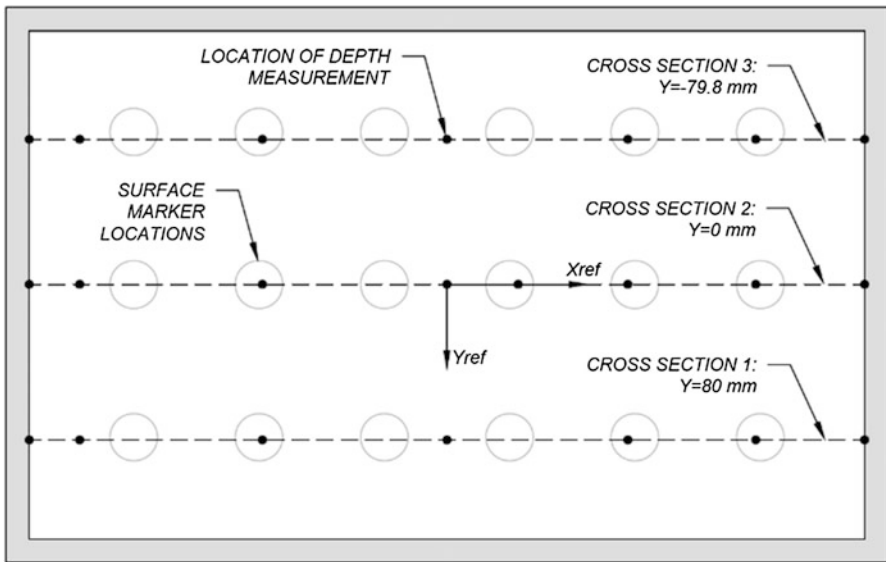 LOCATION OF DEPTH
MEASUREMENT
CROSS SECTION 3:
Y=-79.8 mm
SURFACE
MARKER
LOCATIONS
CROSS SECTION 2:
Y=0 mm
Xref
Yref
CROSS SECTION 1:
Y=80 mm